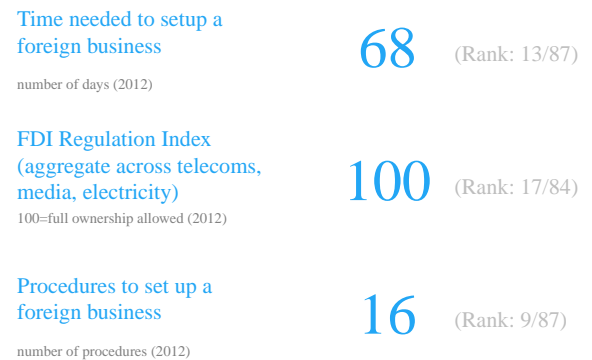 Time needed to setup a
foreign business
number of days (2012)
68
(Rank: 13/87)
FDI Regulation Index
(aggregate across telecoms,
media, electricity)
100=full ownership allowed (2012)
100
(Rank: 17/84)
Procedures to set up a
foreign business
number of procedures (2012)
16
(Rank: 9/87)